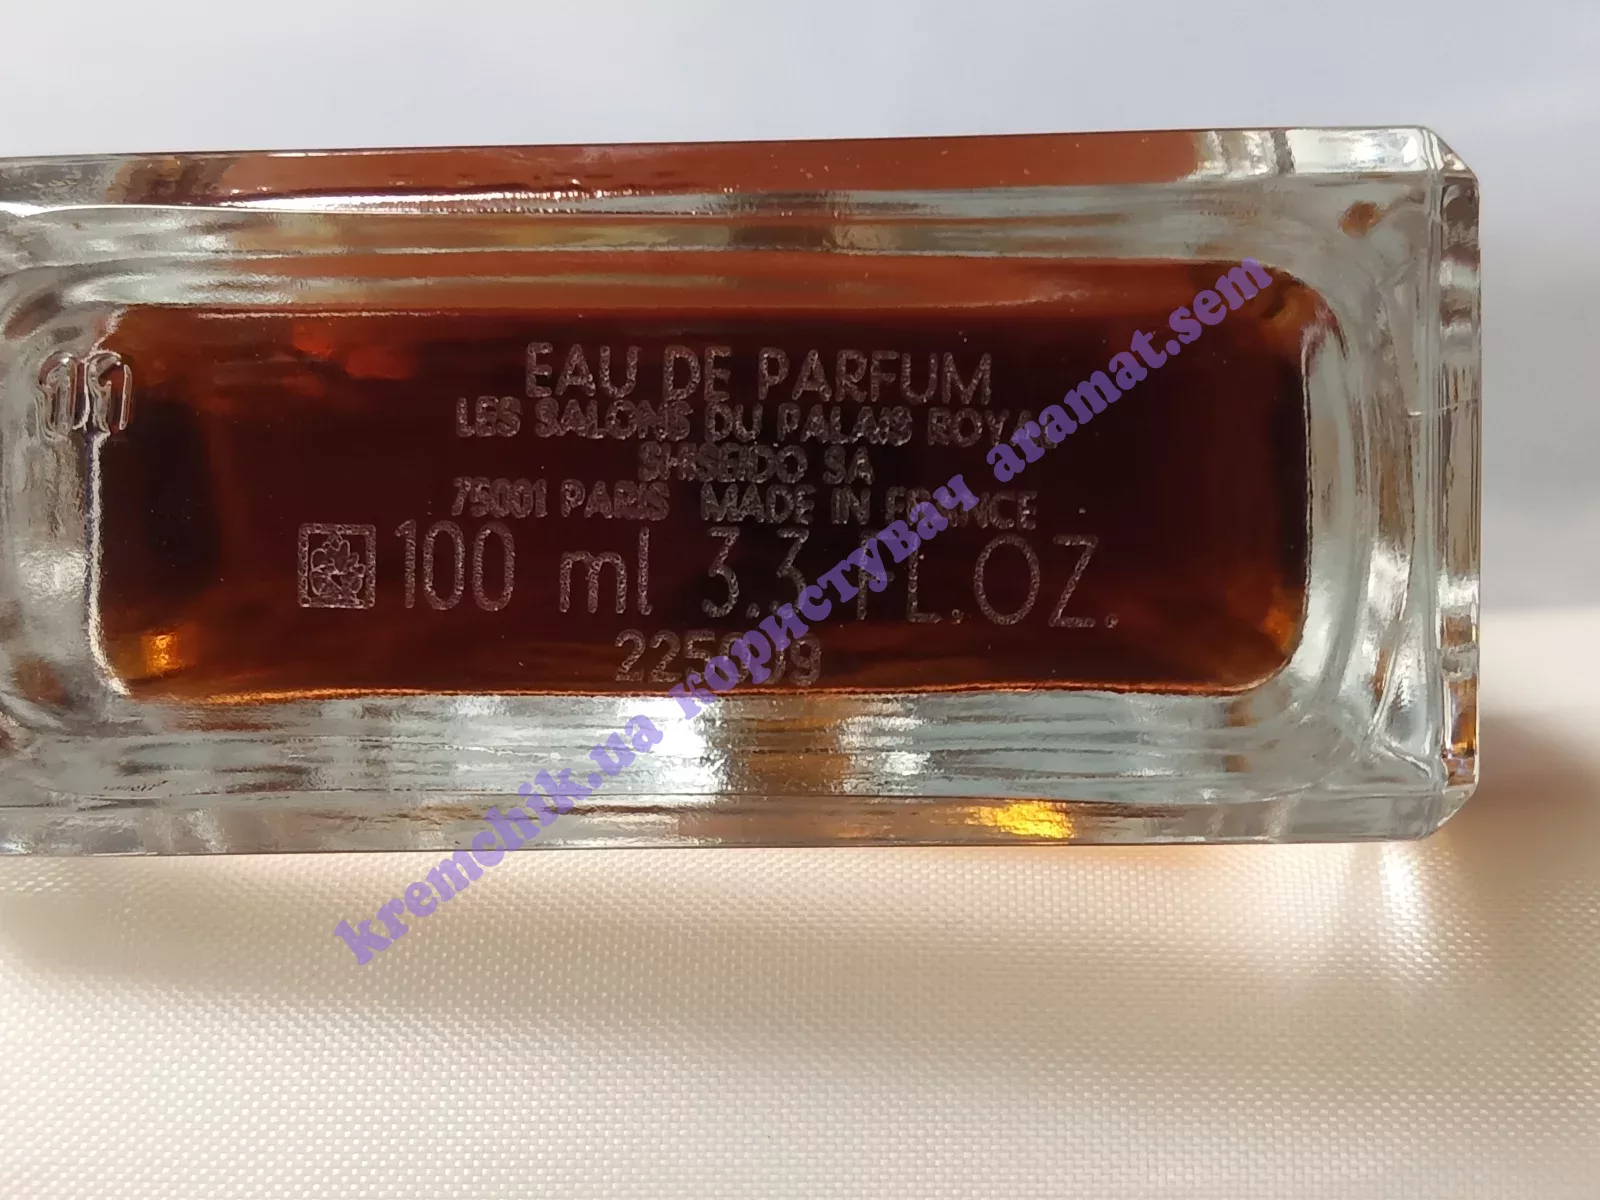 EAU DE PARFUM
LES SALONS DU PALAIS ROYAL
SHISEIDO SA
75001 PARIS MADE IN FRANCE
100 ml 3.3 FL.OZ.
kremchik.ua користувач aramat.sem